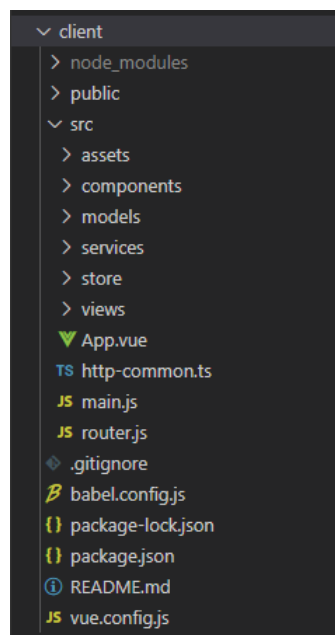 client
node_modules
public
src
assets
components
models
services
store
views
App.vue
TS http-common.ts
JS main.js
JS router.js
.gitignore
babel.config.js
{} package-lock.json
{} package.json
README.md
JS vue.config.js